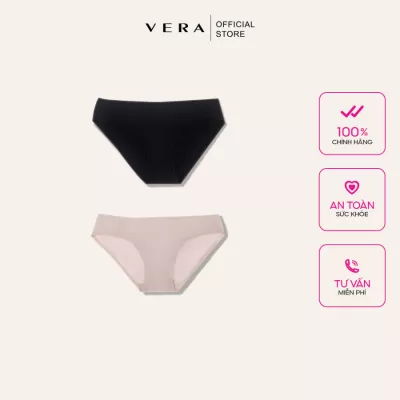 VERA
OFFICIAL
STORE
100%
CHÍNH HÃNG
AN TOÀN
SỨC KHỎE
TƯ VẤN
MIỄN PHÍ